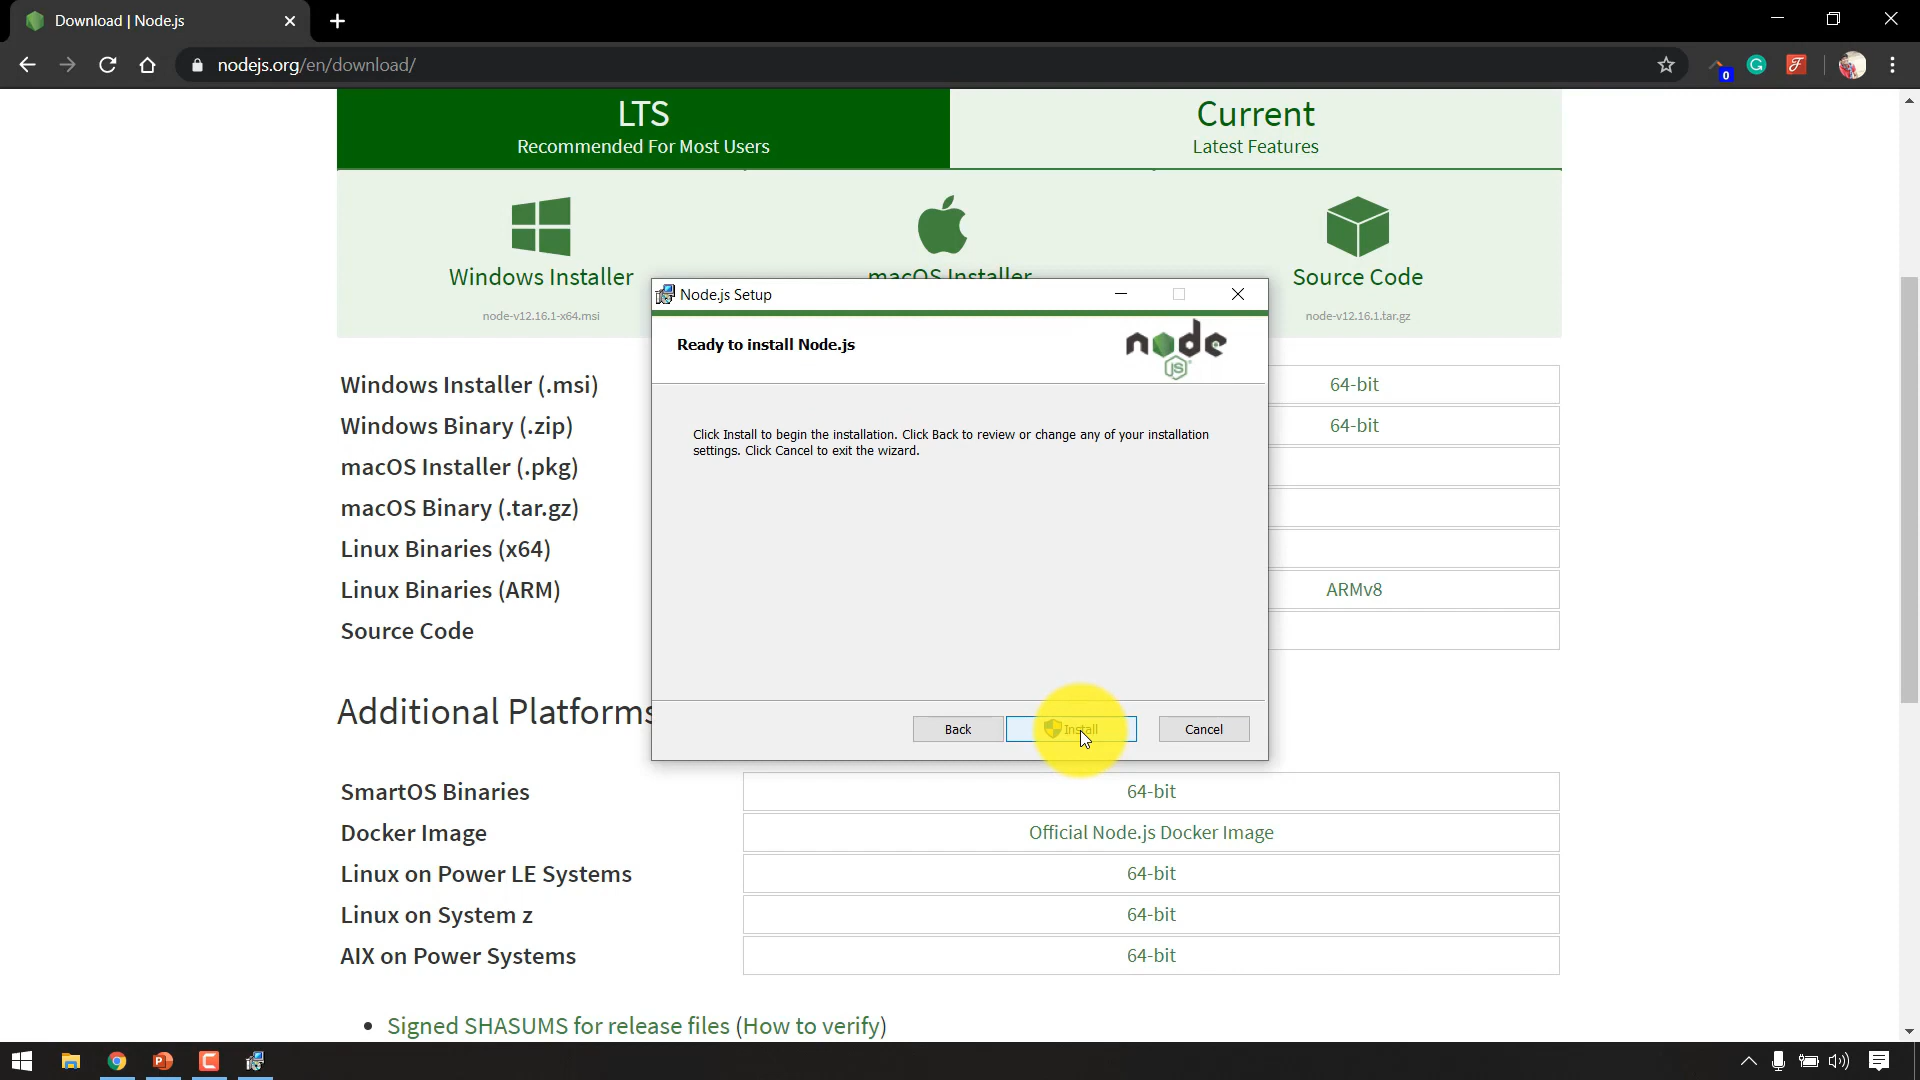 Download | Node.js
nodejs.org/en/download/
0
LTS
Recommended For Most Users
Current
Latest Features
Windows Installer
node-v12.16.1-x64.msi
macOS Installer
Source Code
node-v12.16.1.tar.gz
Node.js Setup
Ready to install Node.js
node
JS
Click Install to begin the installation. Click Back to review or change any of your installation
settings. Click Cancel to exit the wizard.
Back
Install
Cancel
Windows Installer (.msi)
64-bit
Windows Binary (.zip)
64-bit
macOS Installer (.pkg)
macOS Binary (.tar.gz)
Linux Binaries (x64)
Linux Binaries (ARM)
ARMv8
Source Code
Additional Platforms
SmartOS Binaries
64-bit
Docker Image
Official Node.js Docker Image
Linux on Power LE Systems
64-bit
Linux on System z
64-bit
AIX on Power Systems
64-bit
Signed SHASUMS for release files (How to verify)